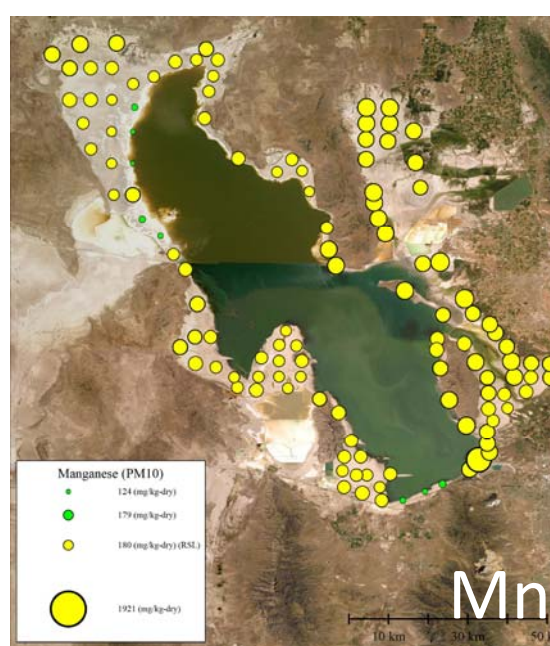 Manganese (PM10)
124 (mg/kg-dry)
179 (mg/kg-dry)
180 (mg/kg-dry) (RSL)
1921 (mg/kg-dry)
Mn
10 km 30 km 50